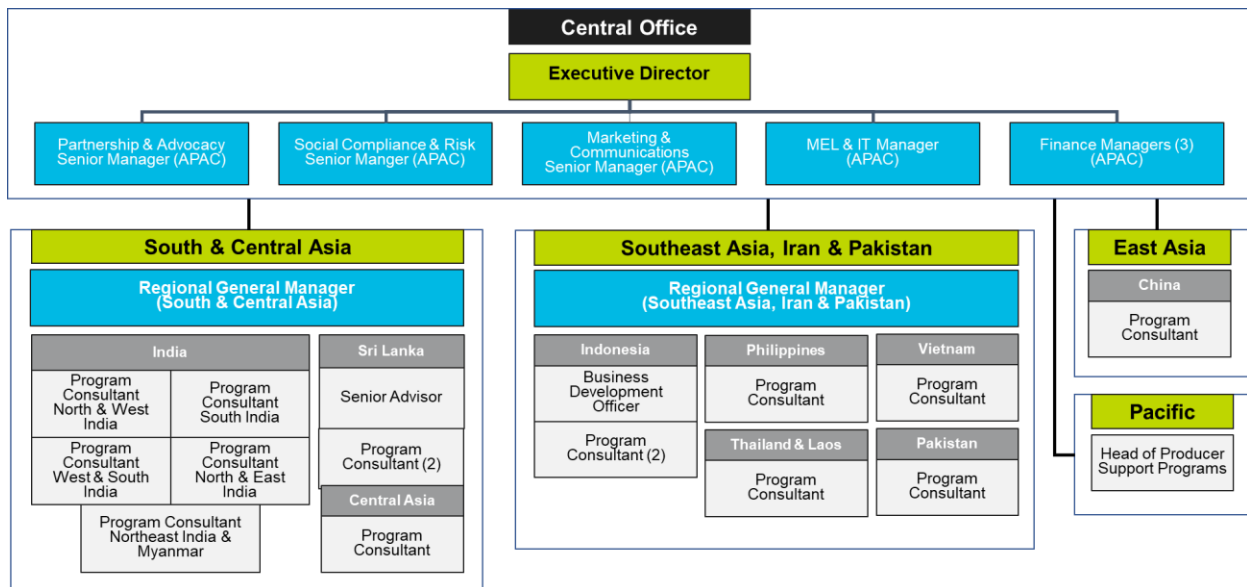 Central Office
Executive Director
Partnership & Advocacy
Senior Manager (APAC)
Social Compliance & Risk
Senior Manger (APAC)
Marketing &
Communications
Senior Manager (APAC)
MEL & IT Manager
(APAC)
Finance Managers (3)
(APAC)
South & Central Asia
Regional General Manager
(South & Central Asia)
India
Program
Consultant
North & West
India
Program
Consultant
South India
Program
Consultant
West & South
India
Program
Consultant
North & East
India
Program Consultant
Northeast India &
Myanmar
Sri Lanka
Senior Advisor
Program
Consultant (2)
Central Asia
Program
Consultant
Southeast Asia, Iran & Pakistan
Regional General Manager
(Southeast Asia, Iran & Pakistan)
Indonesia
Business
Development
Officer
Program
Consultant (2)
Philippines
Program
Consultant
Thailand & Laos
Program
Consultant
Vietnam
Program
Consultant
Pakistan
Program
Consultant
East Asia
China
Program
Consultant
Pacific
Head of Producer
Support Programs